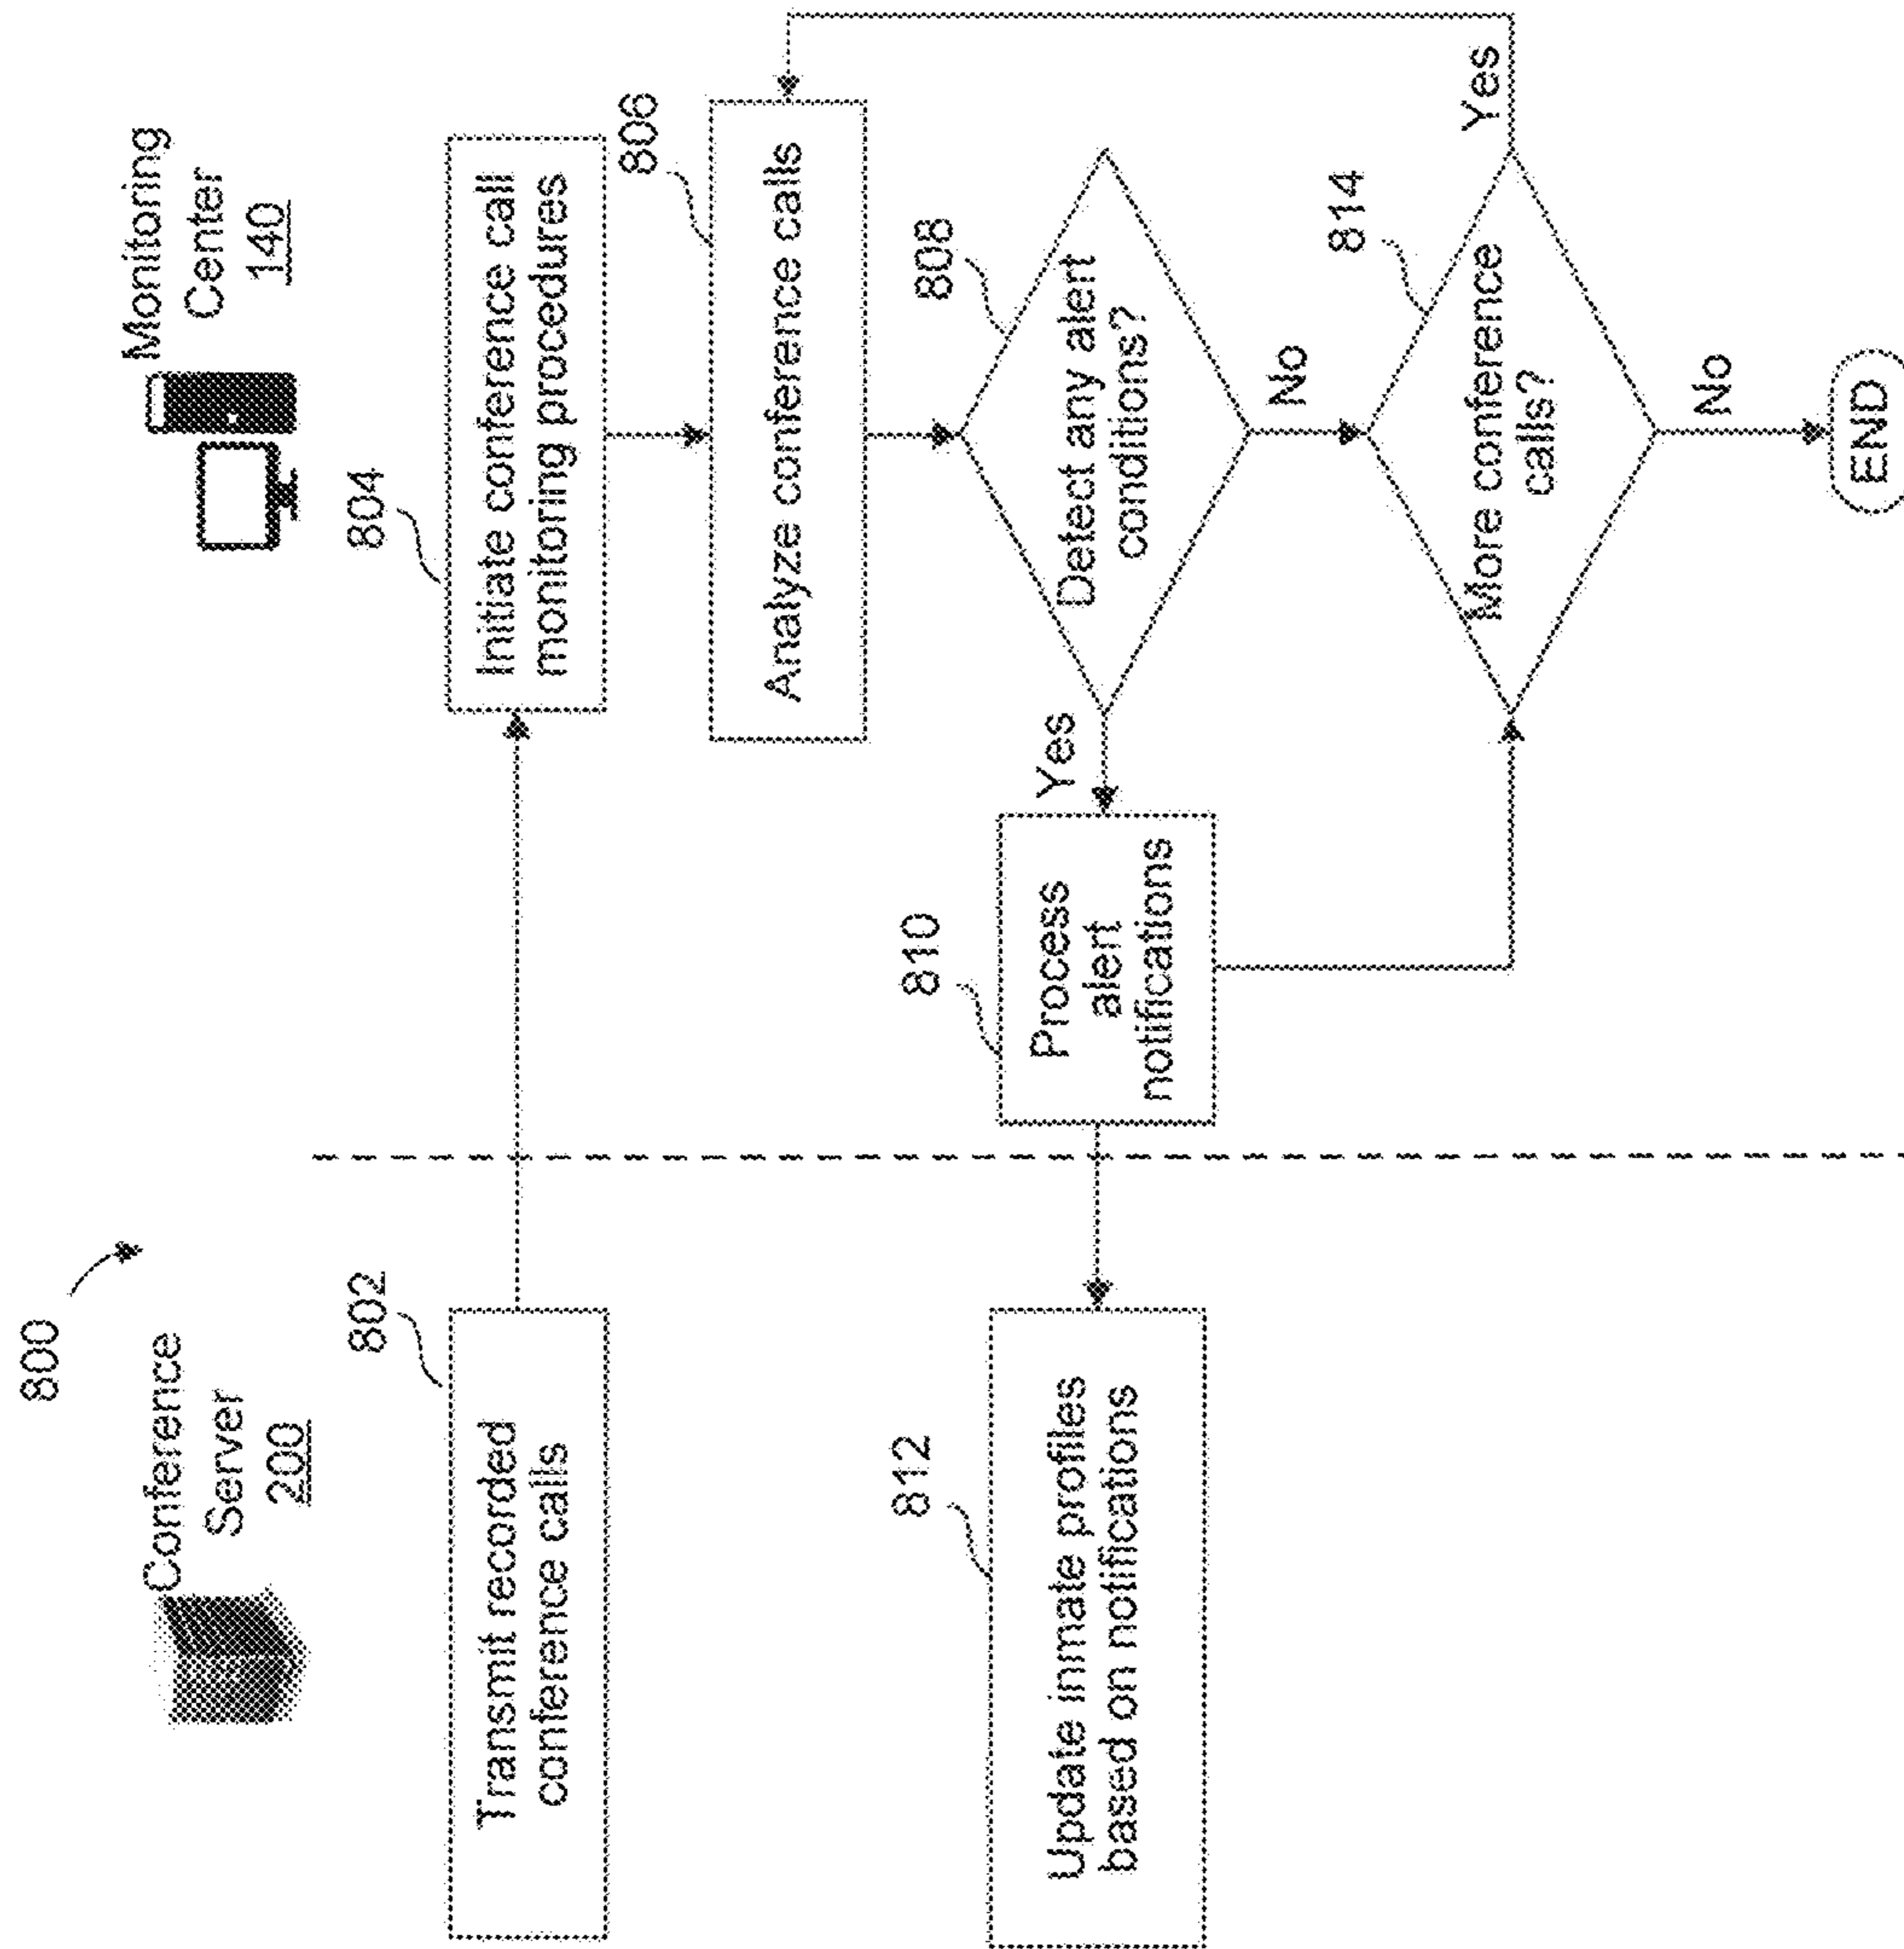 800
Conference
Server
200
Monitoring
Center
140
802
Transmit recorded
conference calls
804
Initiate conference call
monitoring procedures
806
Analyze conference calls
808
Detect any alert
conditions?
Yes
No
810
Process
alert
notifications
812
Update inmate profiles
based on notifications
814
More conference
calls?
Yes
No
END